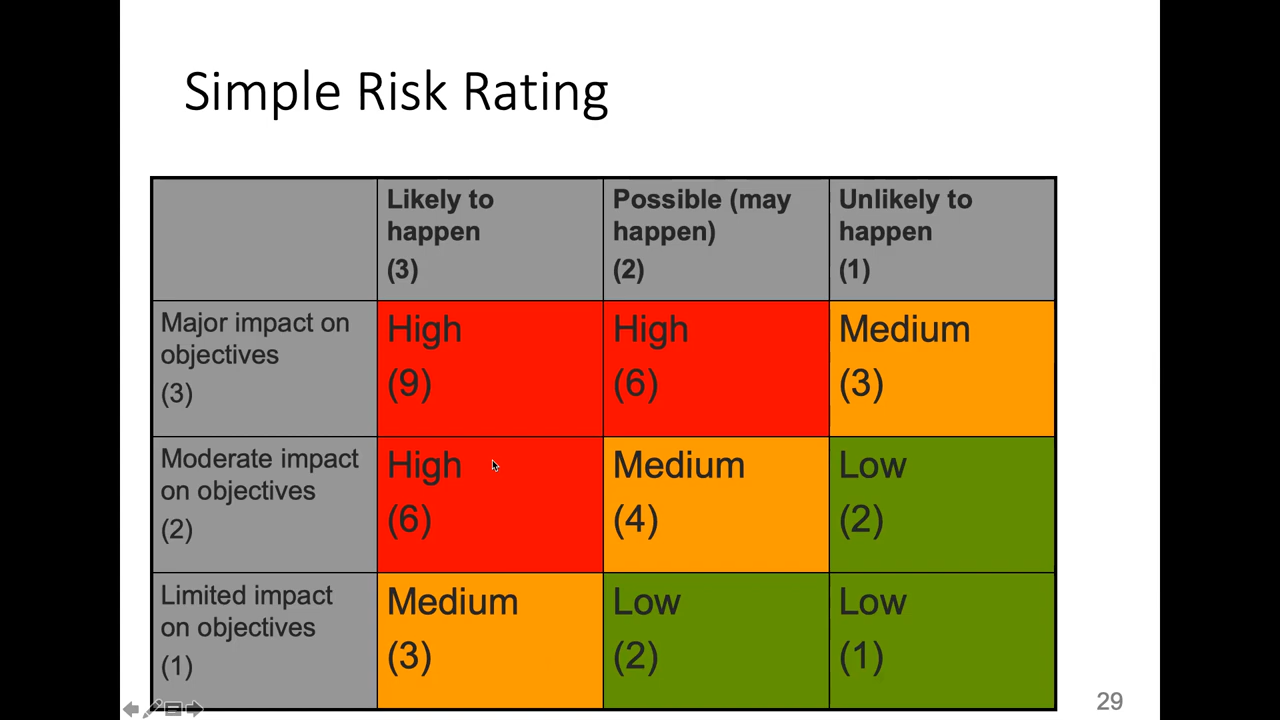 Simple Risk Rating
Likely to
happen
(3)
Possible (may
happen)
(2)
Unlikely to
happen
(1)
Major impact on
objectives
(3)
High
(9)
High
(6)
Medium
(3)
Moderate impact
on objectives
(2)
High
(6)
Medium
(4)
Low
(2)
Limited impact
on objectives
(1)
Medium
(3)
Low
(2)
Low
(1)
29